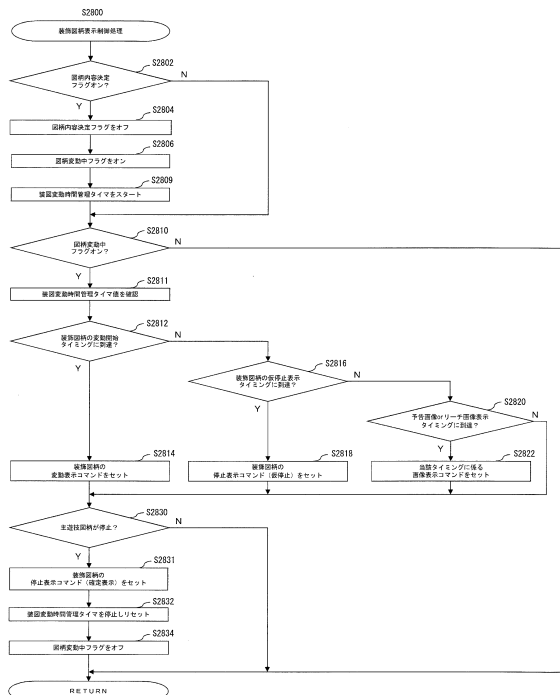 S2800
装飾図柄表示制御処理
S2802
図柄内容決定
フラグオン？
N
Y
S2804
図柄内容決定フラグをオフ
S2806
図柄変動中フラグをオン
S2809
装図変動時間管理タイマをスタート
S2810
図柄変動中
フラグオン？
N
Y
S2811
装図変動時間管理タイマ値を確認
S2812
装飾図柄の変動開始
タイミングに到達？
N
Y
S2816
装飾図柄の仮停止表示
タイミングに到達？
N
Y
S2820
予告画像orリーチ画像表示
タイミングに到達？
N
Y
S2814
装飾図柄の
変動表示コマンドをセット
S2818
装飾図柄の
停止表示コマンド（仮停止）をセット
S2822
当該タイミングに係る
画像表示コマンドをセット
S2830
主遊技図柄が停止？
N
Y
S2831
装飾図柄の
停止表示コマンド（確定表示）をセット
S2832
装図変動時間管理タイマを停止しリセット
S2834
図柄変動中フラグをオフ
RETURN